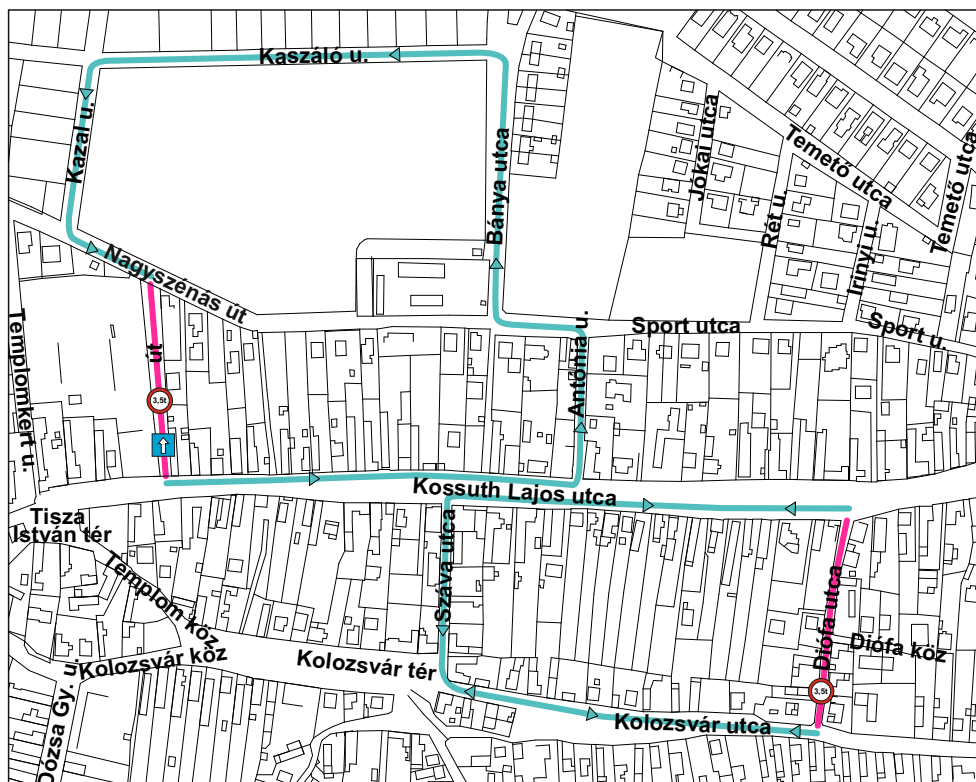 Kaszáló u.
Kazal u.
Bánya utca
Jókai utca
Temető utca
Temető utca
Rét u.
Irinyi u.
Nagyszénás út
Sport utca
Sport u.
Templomkert u.
út
3,5t
Antónia u.
Kossuth Lajos utca
Tisza
István tér
Templom köz
Száva utca
Diófa utca
Diófa köz
Kolozsvár köz
Kolozsvár tér
3,5t
Kolozsvár utca
Dózsa Gy. u.